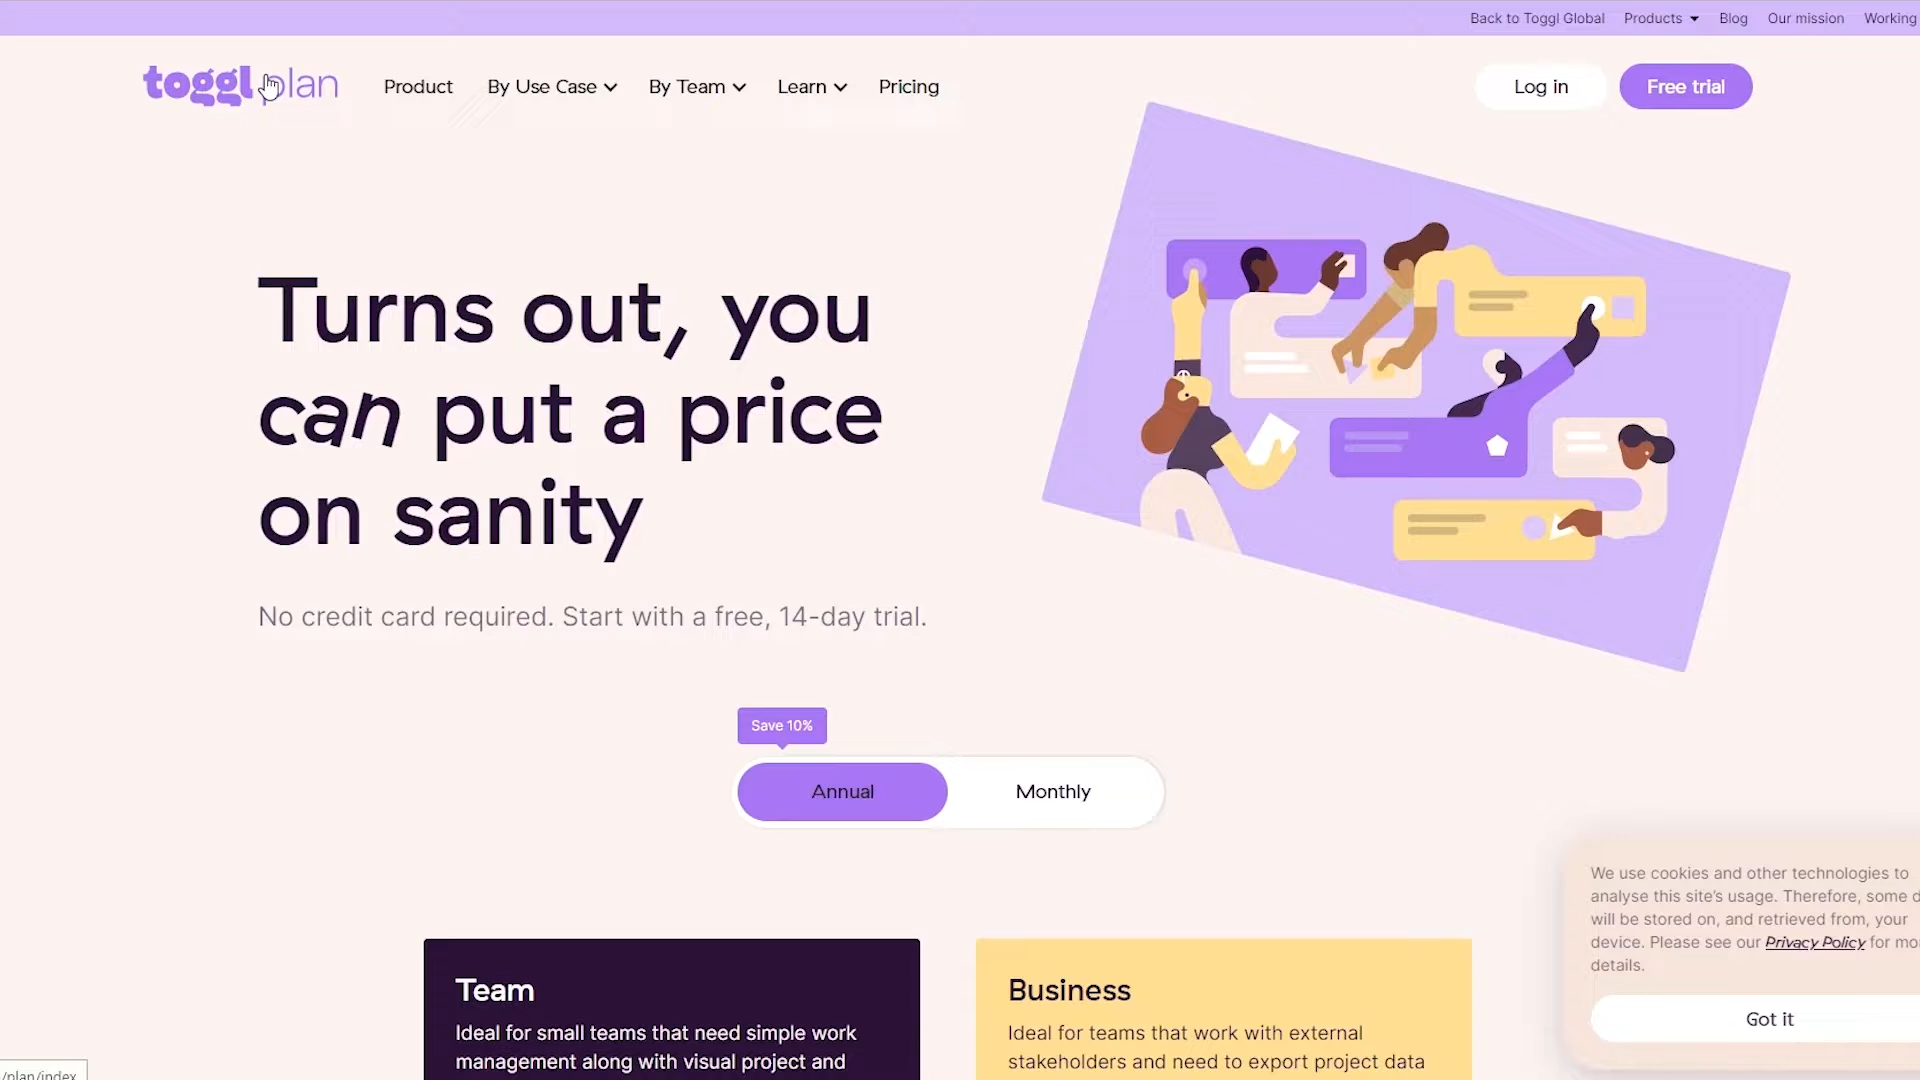 Back to Toggl Global Products Blog Our mission Working
toggl plan Product By Use Case By Team Learn Pricing Log in Free trial
Turns out, you
can put a price
on sanity
No credit card required. Start with a free, 14-day trial.
Save 10%
Annual Monthly
We use cookies and other technologies to
analyse this site's usage. Therefore, some d
will be stored on, and retrieved from, your
device. Please see our Privacy Policy for mo
details.
Got it
Team
Ideal for small teams that need simple work
management along with visual project and
Business
Ideal for teams that work with external
stakeholders and need to export project data
/plan/index